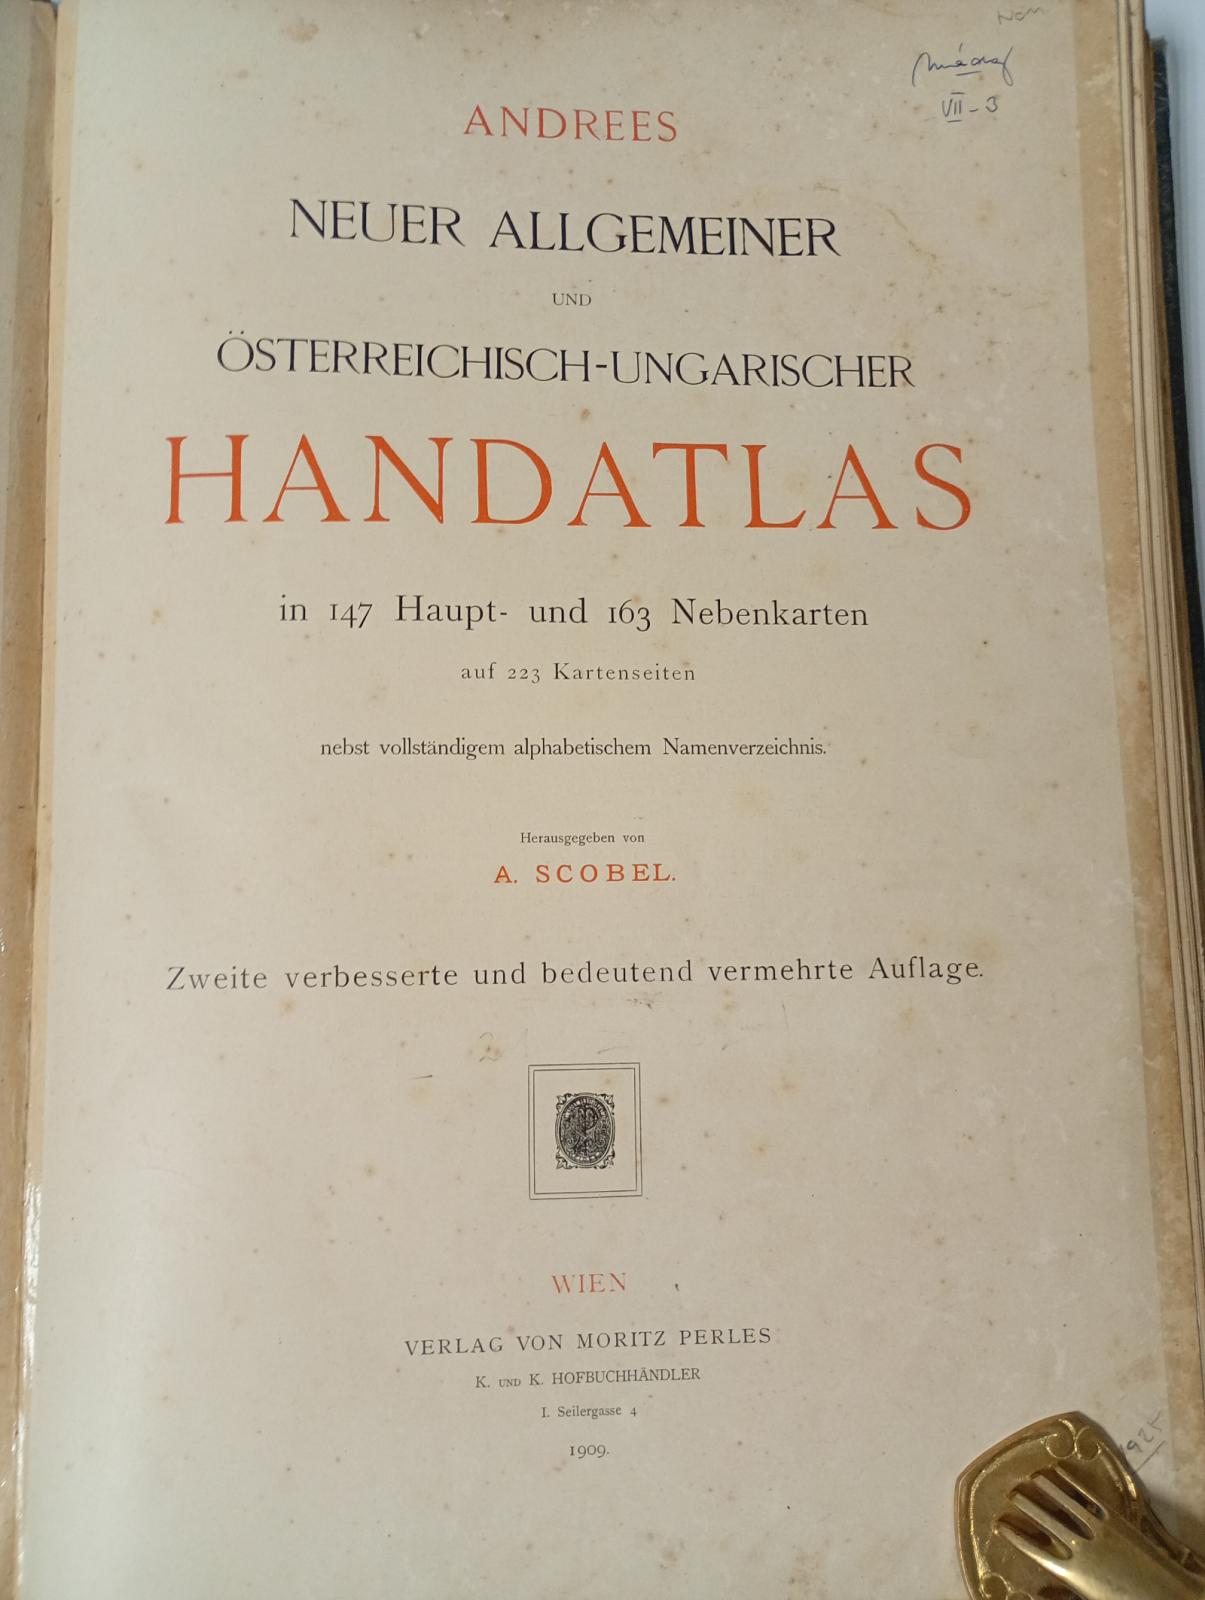 VII - 3
ANDREES
NEUER ALLGEMEINER
UND
ÖSTERREICHISCH-UNGARISCHER
HANDATLAS
in 147 Haupt- und 163 Nebenkarten
auf 223 Kartenseiten
nebst vollständigem alphabetischem Namenverzeichnis.
Herausgegeben von
A. SCOBEL.
Zweite verbesserte und bedeutend vermehrte Auflage.
WIEN
VERLAG VON MORITZ PERLES
K. UND K. HOFBUCHHÄNDLER
I. Seilergasse 4
1909.